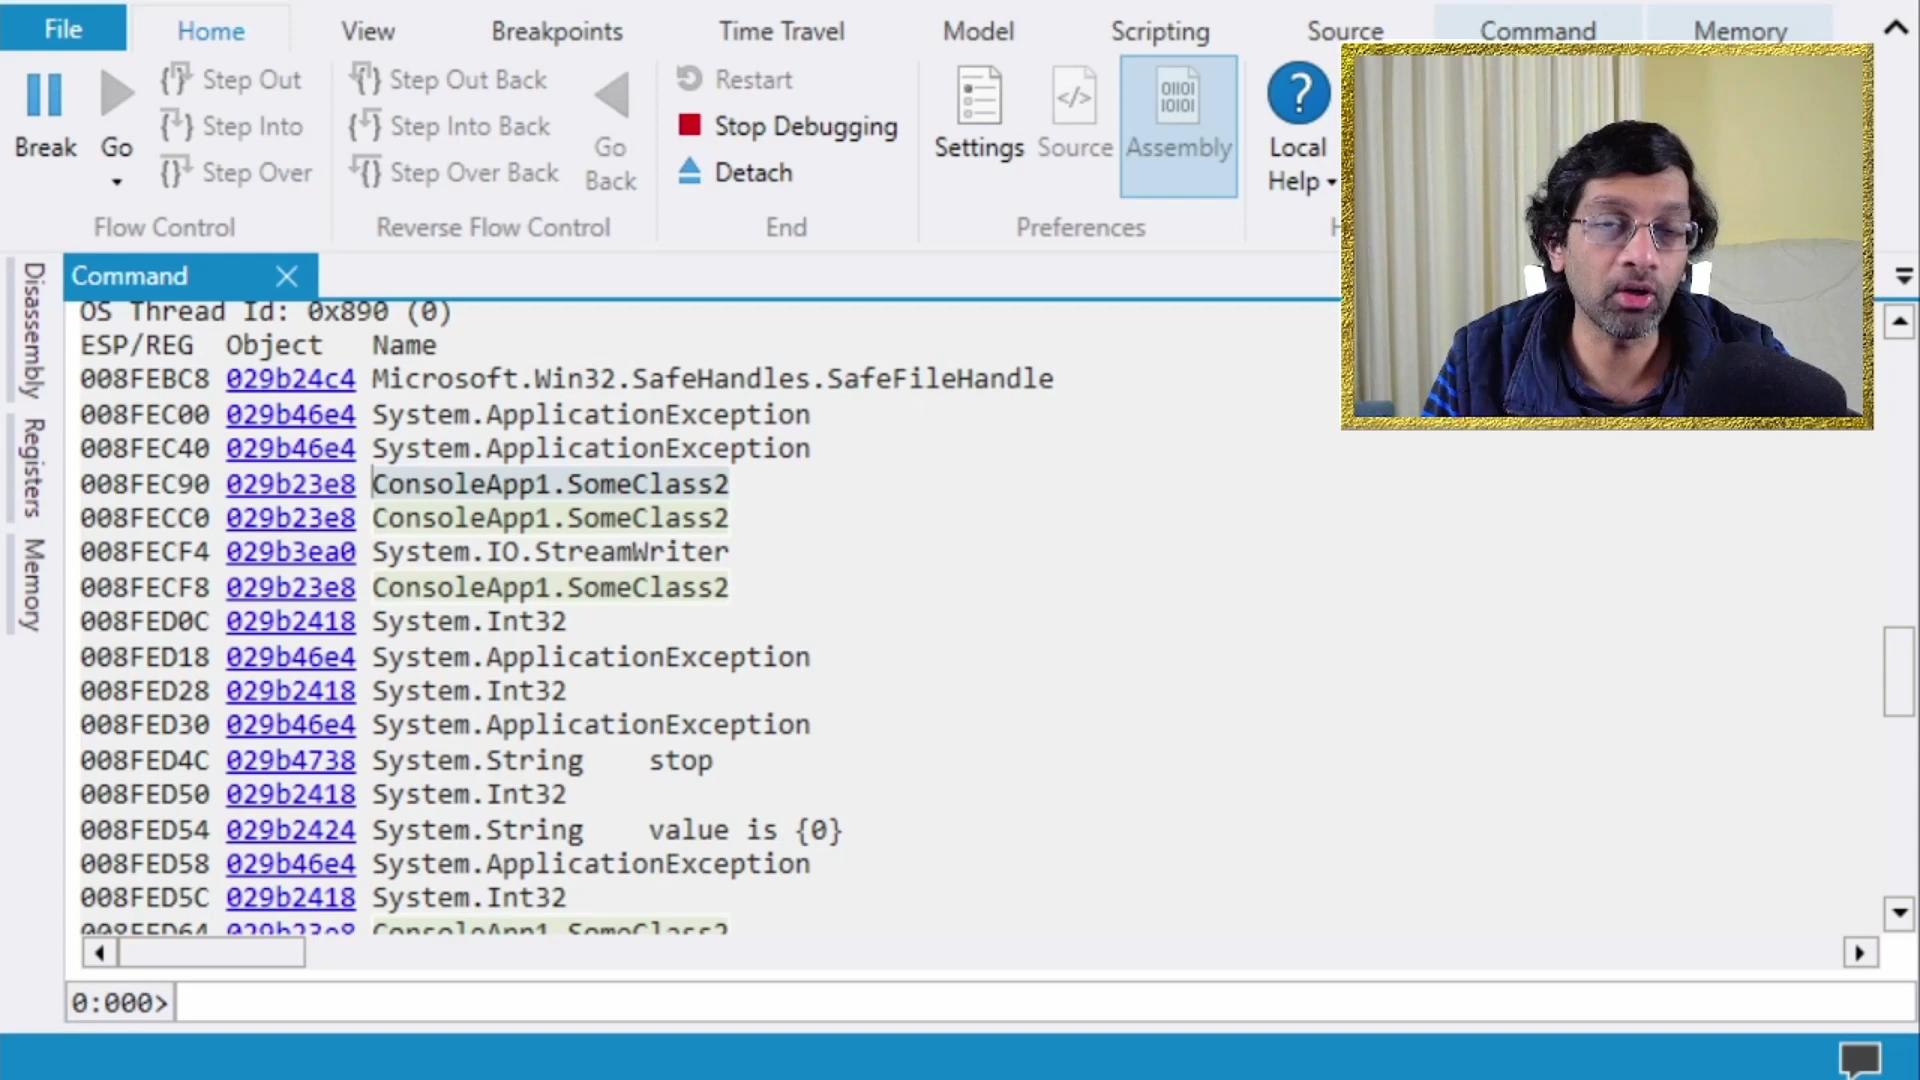 File Home View Breakpoints Time Travel Model Scripting Source Command Memory
Break
Go
Step Out
Step Into
Step Over
Flow Control
Step Out Back
Step Into Back
Step Over Back
Go
Back
Reverse Flow Control
Restart
Stop Debugging
Detach
End
Settings
Source
Assembly
Preferences
Local
Help
H
Disassembly
Registers
Memory
Command
OS Thread Id: 0x890 (0)
ESP/REG Object Name
008FEBC8 029b24c4 Microsoft.Win32.SafeHandles.SafeFileHandle
008FEC00 029b46e4 System.ApplicationException
008FEC40 029b46e4 System.ApplicationException
008FEC90 029b23e8 ConsoleApp1.SomeClass2
008FECC0 029b23e8 ConsoleApp1.SomeClass2
008FECF4 029b3ea0 System.IO.StreamWriter
008FECF8 029b23e8 ConsoleApp1.SomeClass2
008FED0C 029b2418 System.Int32
008FED18 029b46e4 System.ApplicationException
008FED28 029b2418 System.Int32
008FED30 029b46e4 System.ApplicationException
008FED4C 029b4738 System.String stop
008FED50 029b2418 System.Int32
008FED54 029b2424 System.String value is {0}
008FED58 029b46e4 System.ApplicationException
008FED5C 029b2418 System.Int32
008FED64 029b23e8 ConsoleApp1.SomeClass2
0:000>